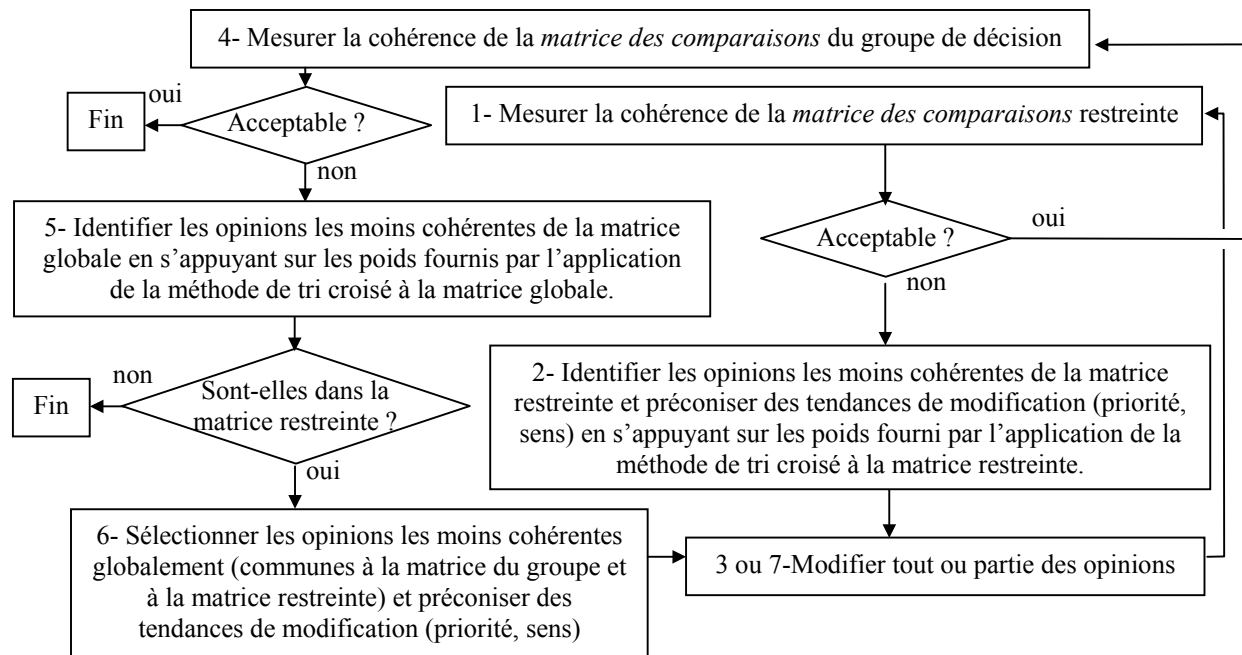 4- Mesurer la cohérence de la matrice des comparaisons du groupe de décision
oui
Fin
Acceptable ?
non
1- Mesurer la cohérence de la matrice des comparaisons restreinte
5- Identifier les opinions les moins cohérentes de la matrice
globale en s’appuyant sur les poids fournis par l’application
de la méthode de tri croisé à la matrice globale.
Acceptable ?
oui
non
non
Fin
Sont-elles dans la
matrice restreinte ?
oui
2- Identifier les opinions les moins cohérentes de la matrice
restreinte et préconiser des tendances de modification (priorité,
sens) en s’appuyant sur les poids fourni par l’application de la
méthode de tri croisé à la matrice restreinte.
6- Sélectionner les opinions les moins cohérentes
globalement (communes à la matrice du groupe et
à la matrice restreinte) et préconiser des
tendances de modification (priorité, sens)
3 ou 7-Modifier tout ou partie des opinions